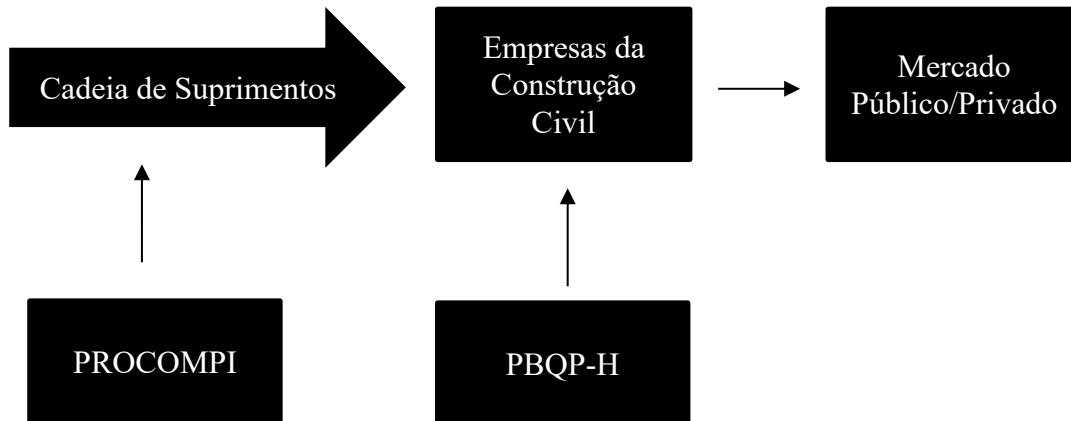 Cadeia de Suprimentos
Empresas da
Construção
Civil
Mercado
Público/Privado
PROCOMPI
PBQP-H